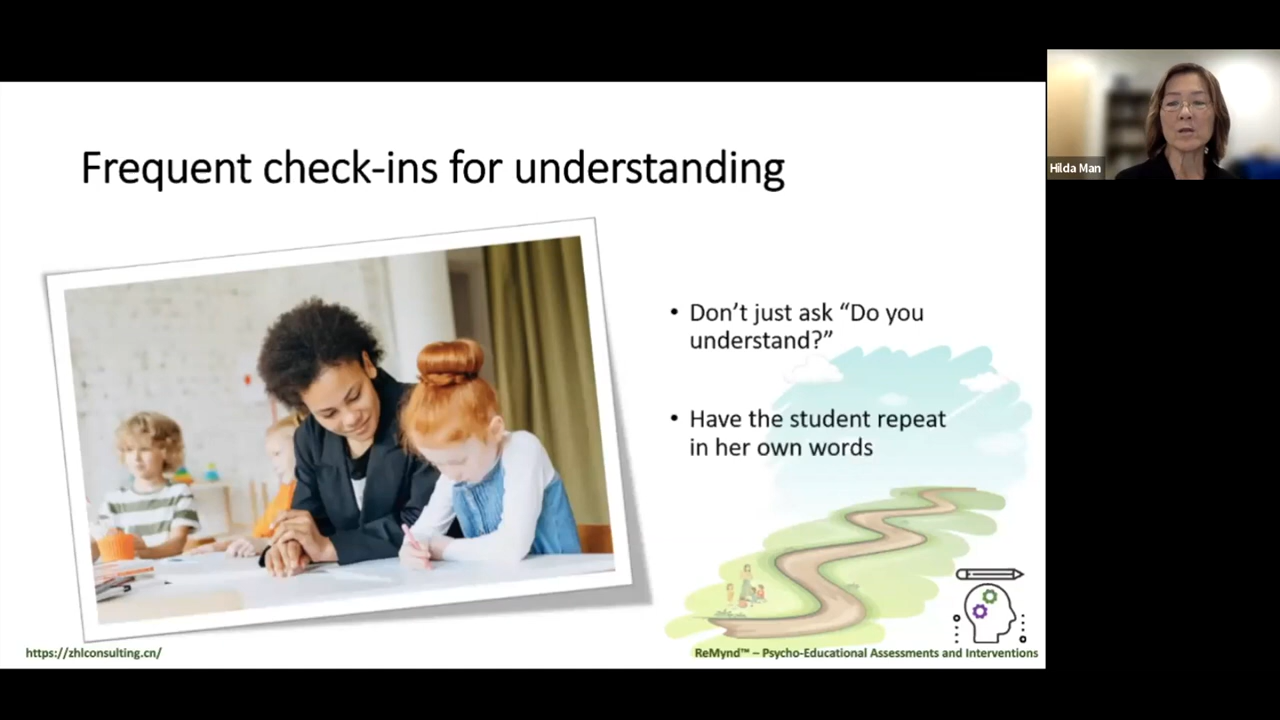 Frequent check-ins for understanding
Hilda Man
• Don’t just ask “Do you
understand?”
• Have the student repeat
in her own words
https://zhlconsulting.cn/
ReMynd™ – Psycho-Educational Assessments and Interventions